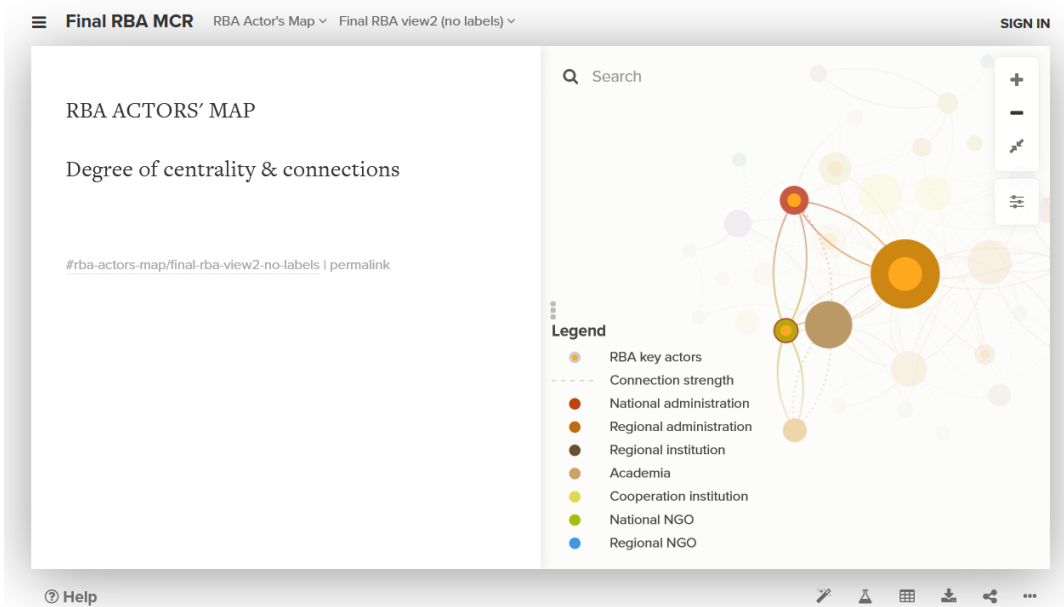 Final RBA MCR RBA Actor's Map Final RBA view2 (no labels) SIGN IN
RBA ACTORS' MAP
Degree of centrality & connections
#rba-actors-map/final-rba-view2-no-labels | permalink
Search
Legend
RBA key actors
Connection strength
National administration
Regional administration
Regional institution
Academia
Cooperation institution
National NGO
Regional NGO
Help